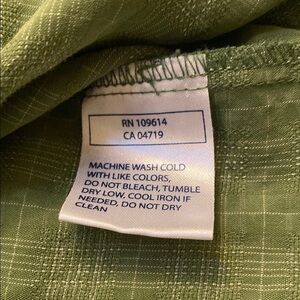 RN 109614
CA 04719
MACHINE WASH COLD
WITH LIKE COLORS,
DO NOT BLEACH, TUMBLE
DRY LOW, COOL IRON IF
NEEDED, DO NOT DRY
CLEAN